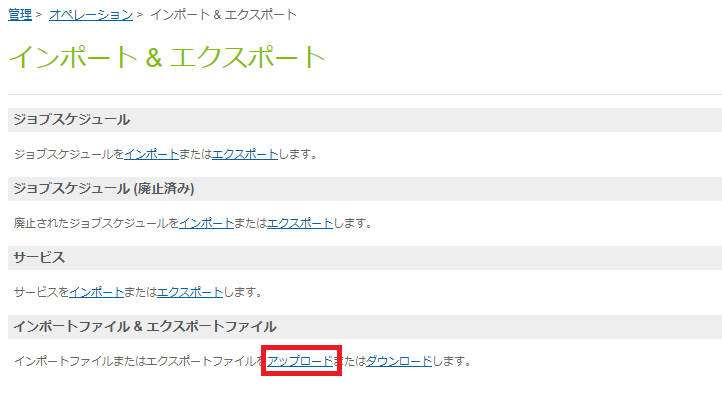 管理 > オペレーション > インポート & エクスポート
インポート & エクスポート
ジョブスケジュール
ジョブスケジュールをインポートまたはエクスポートします。
ジョブスケジュール (廃止済み)
廃止されたジョブスケジュールをインポートまたはエクスポートします。
サービス
サービスをインポートまたはエクスポートします。
インポートファイル & エクスポートファイル
インポートファイルまたはエクスポートファイルをアップロードまたはダウンロードします。